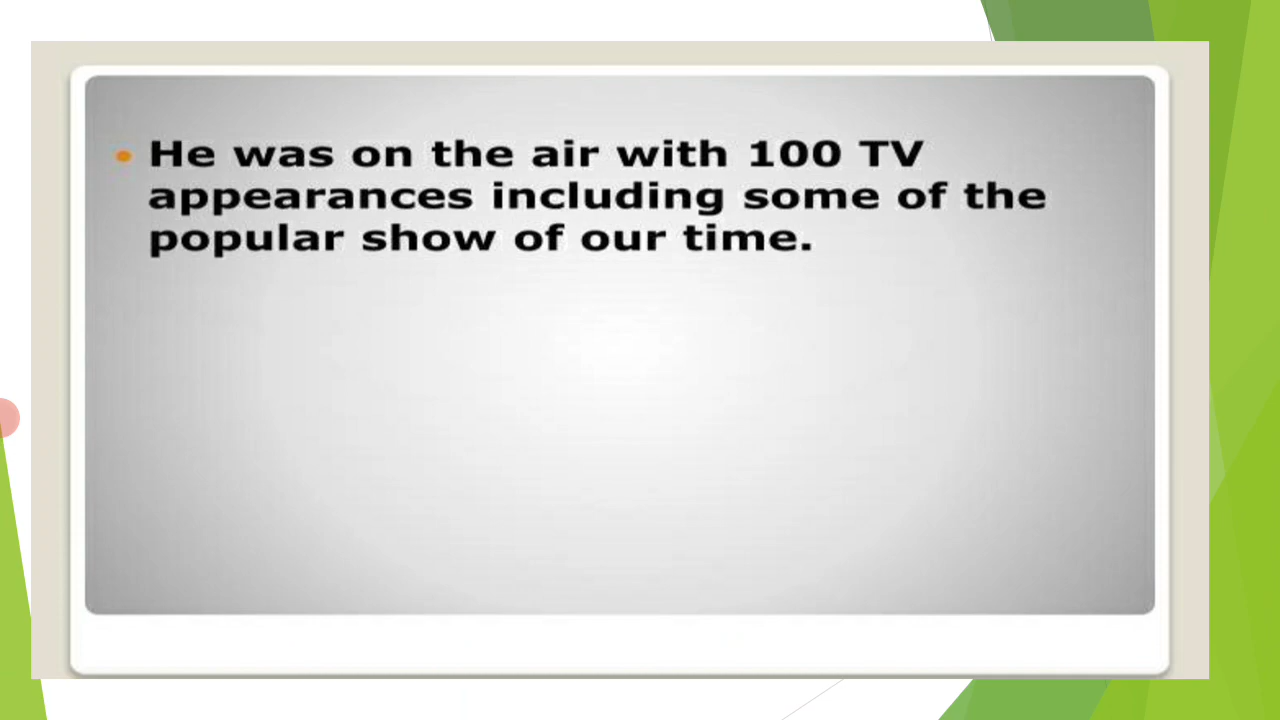 • He was on the air with 100 TV
appearances including some of the
popular show of our time.